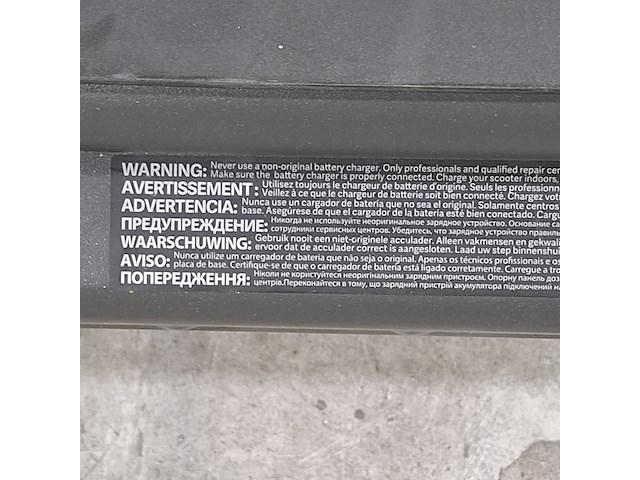 WARNING: Never use a non-original battery charger. Only professionals and qualified repair cen
Make sure the battery charger is properly connected. Charge your scooter indoors,
AVERTISSEMENT: Utilisez toujours le chargeur de batterie d'origine. Seuls les professionne
Veillez à ce que le chargeur de batterie soit bien connecté. Chargez votre
ADVERTENCIA: Nunca use un cargador de batería que no sea el original. Solamente centros
base. Asegúrese de que el cargador de la batería esté bien conectado. Cargu
ПРЕДУПРЕЖДЕНИЕ: Никогда не используйте неоригинальное зарядное устройство. Основание са
сотрудники сервисных центров. Убедитесь, что зарядное устройство правиль
WAARSCHUWING: Gebruik nooit een niet-originele acculader. Alleen vakmensen en gekwali
ervoor dat de acculader correct is aangesloten. Laad uw step binnenshui
AVISO: Nunca utilize um carregador de bateria que não seja o original. Apenas os técnicos profissionais e os
placa de base. Certifique-se de que o carregador de bateria está ligado corretamente. Carregue a tro
ПОПЕРЕДЖЕННЯ: Ніколи не користуйтеся неоригінальним зарядним пристроєм. Опорну панель доз
центрів.Переконайтеся в тому, що зарядний пристрій акумулятора підключений на